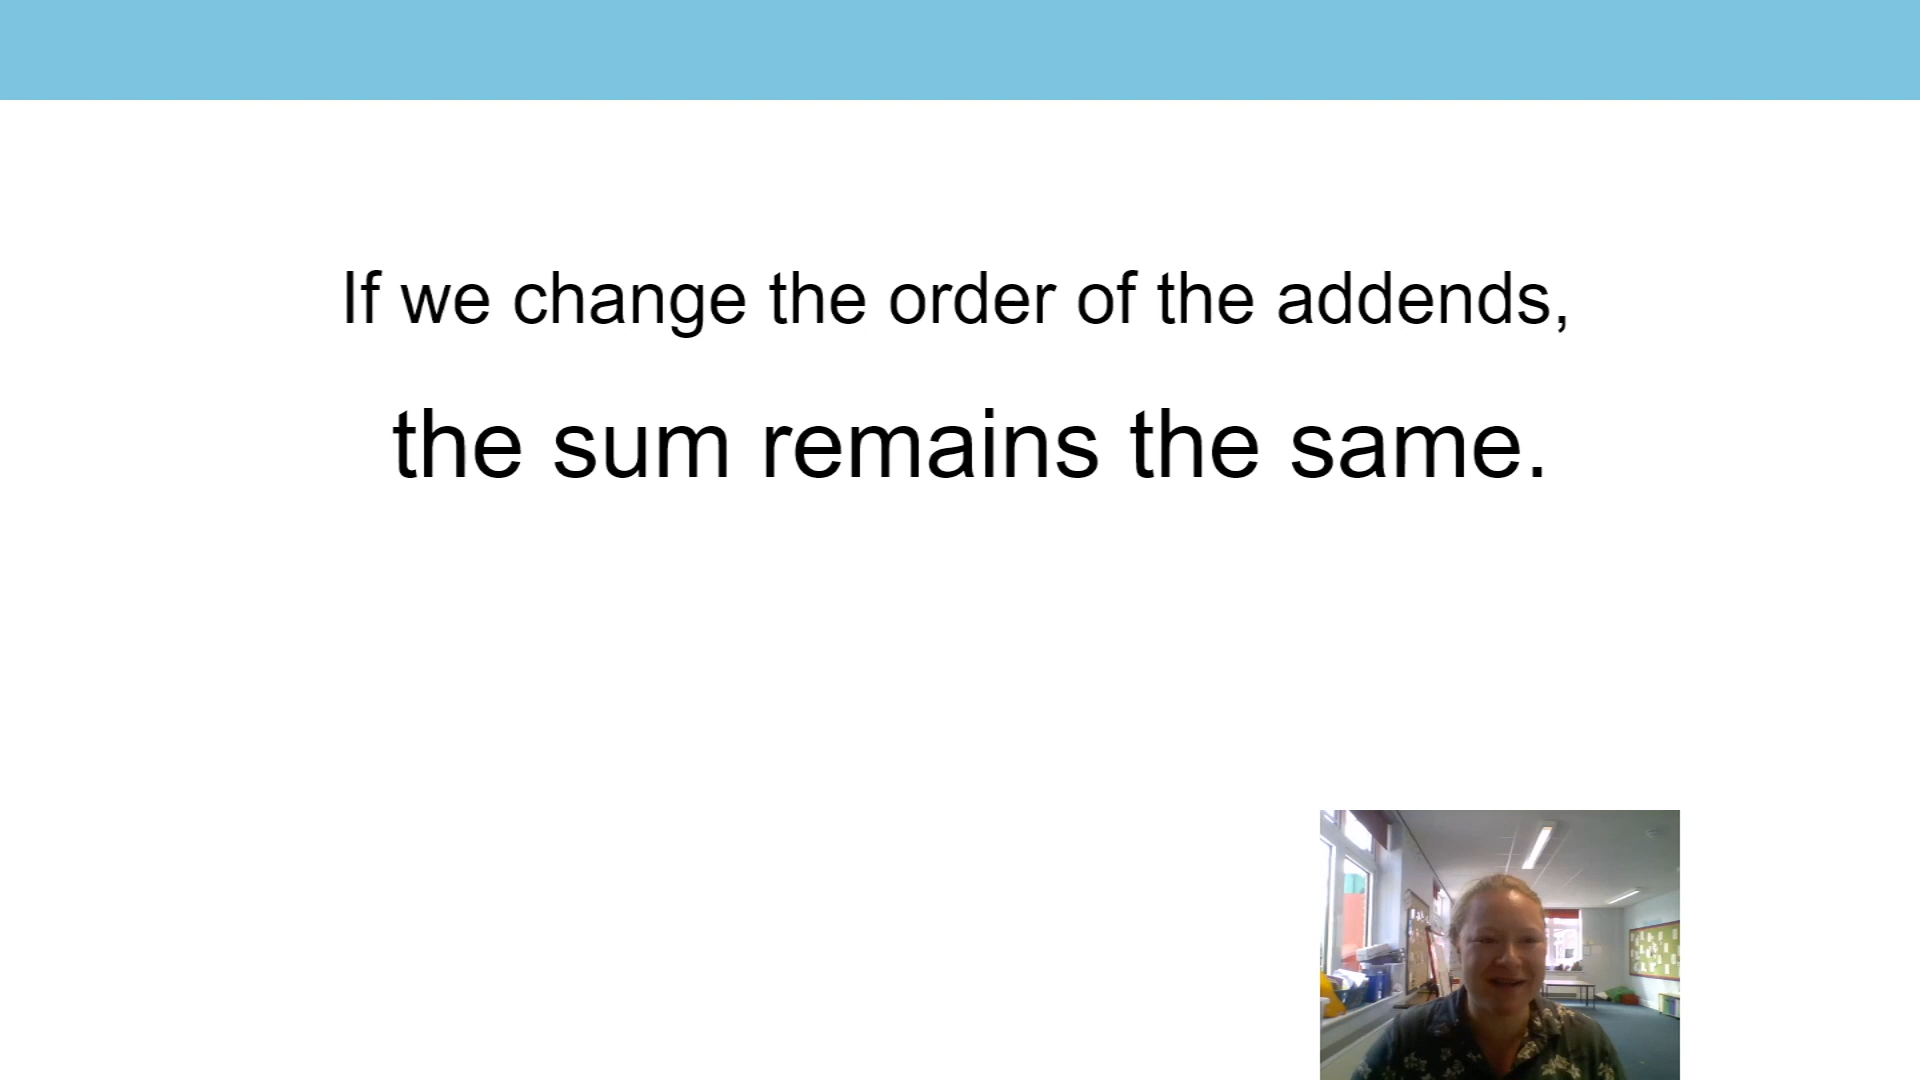 If we change the order of the addends,
the sum remains the same.